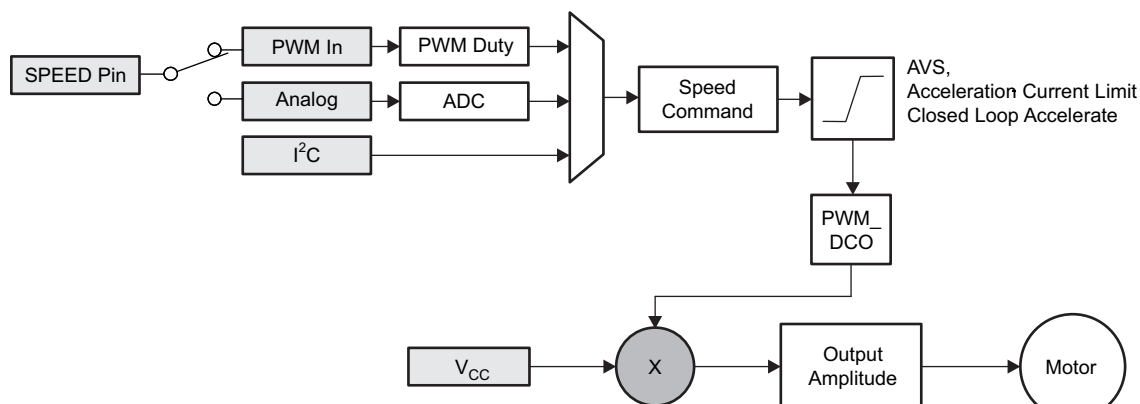 SPEED Pin
PWM In
PWM Duty
Analog
ADC
I²C
Speed
Command
AVS,
Acceleration Current Limit
Closed Loop Accelerate
PWM_
DCO
V_CC
X
Output
Amplitude
Motor